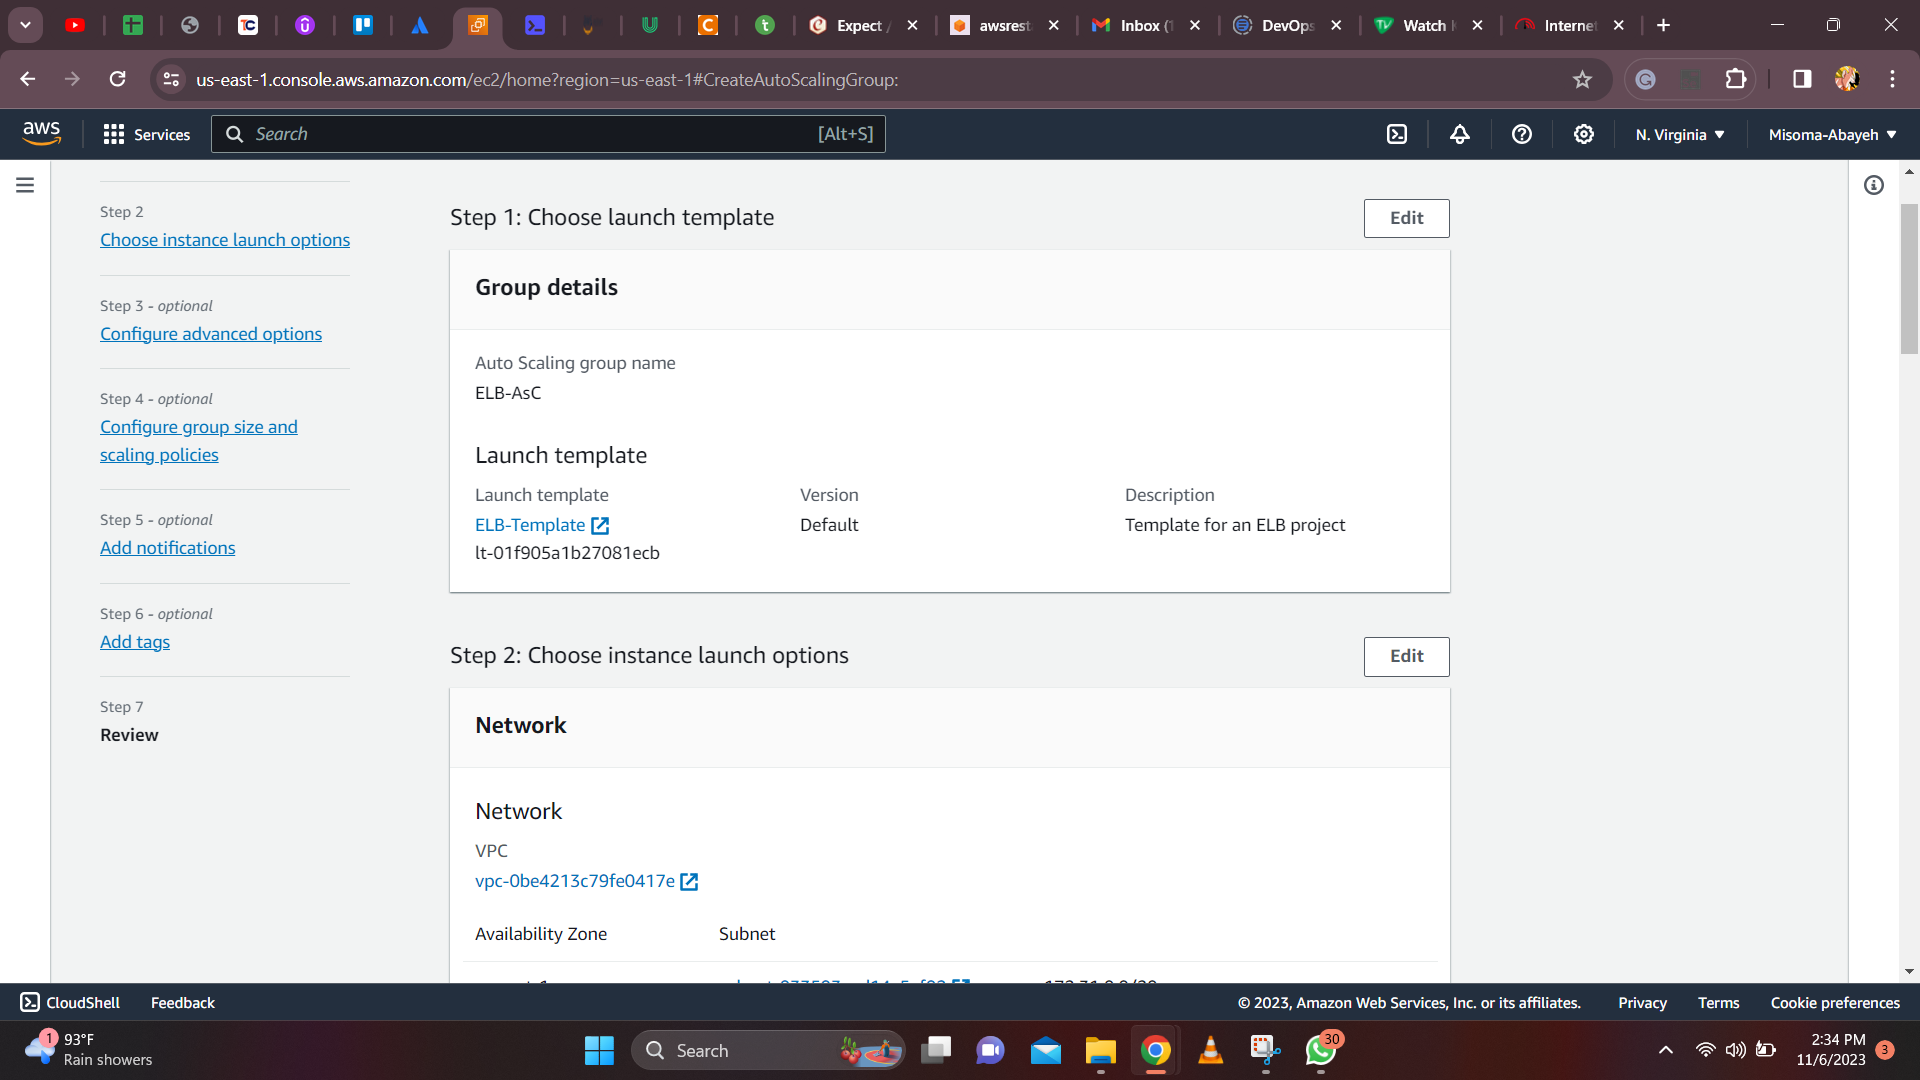 Expect /
awsrest
Inbox (1
DevOps
Watch
Internet
us-east-1.console.aws.amazon.com/ec2/home?region=us-east-1#CreateAutoScalingGroup:
aws
Services
Search
[Alt+S]
N. Virginia
Misoma-Abayeh
Step 2
Choose instance launch options
Step 3 - optional
Configure advanced options
Step 4 - optional
Configure group size and
scaling policies
Step 5 - optional
Add notifications
Step 6 - optional
Add tags
Step 7
Review
Step 1: Choose launch template
Edit
Group details
Auto Scaling group name
ELB-AsC
Launch template
Launch template
Version
Description
ELB-Template
Default
Template for an ELB project
lt-01f905a1b27081ecb
Step 2: Choose instance launch options
Edit
Network
Network
VPC
vpc-0be4213c79fe0417e
Availability Zone
Subnet
CloudShell
Feedback
© 2023, Amazon Web Services, Inc. or its affiliates.
Privacy
Terms
Cookie preferences
1
93°F
Rain showers
Search
30
2:34 PM
11/6/2023
3